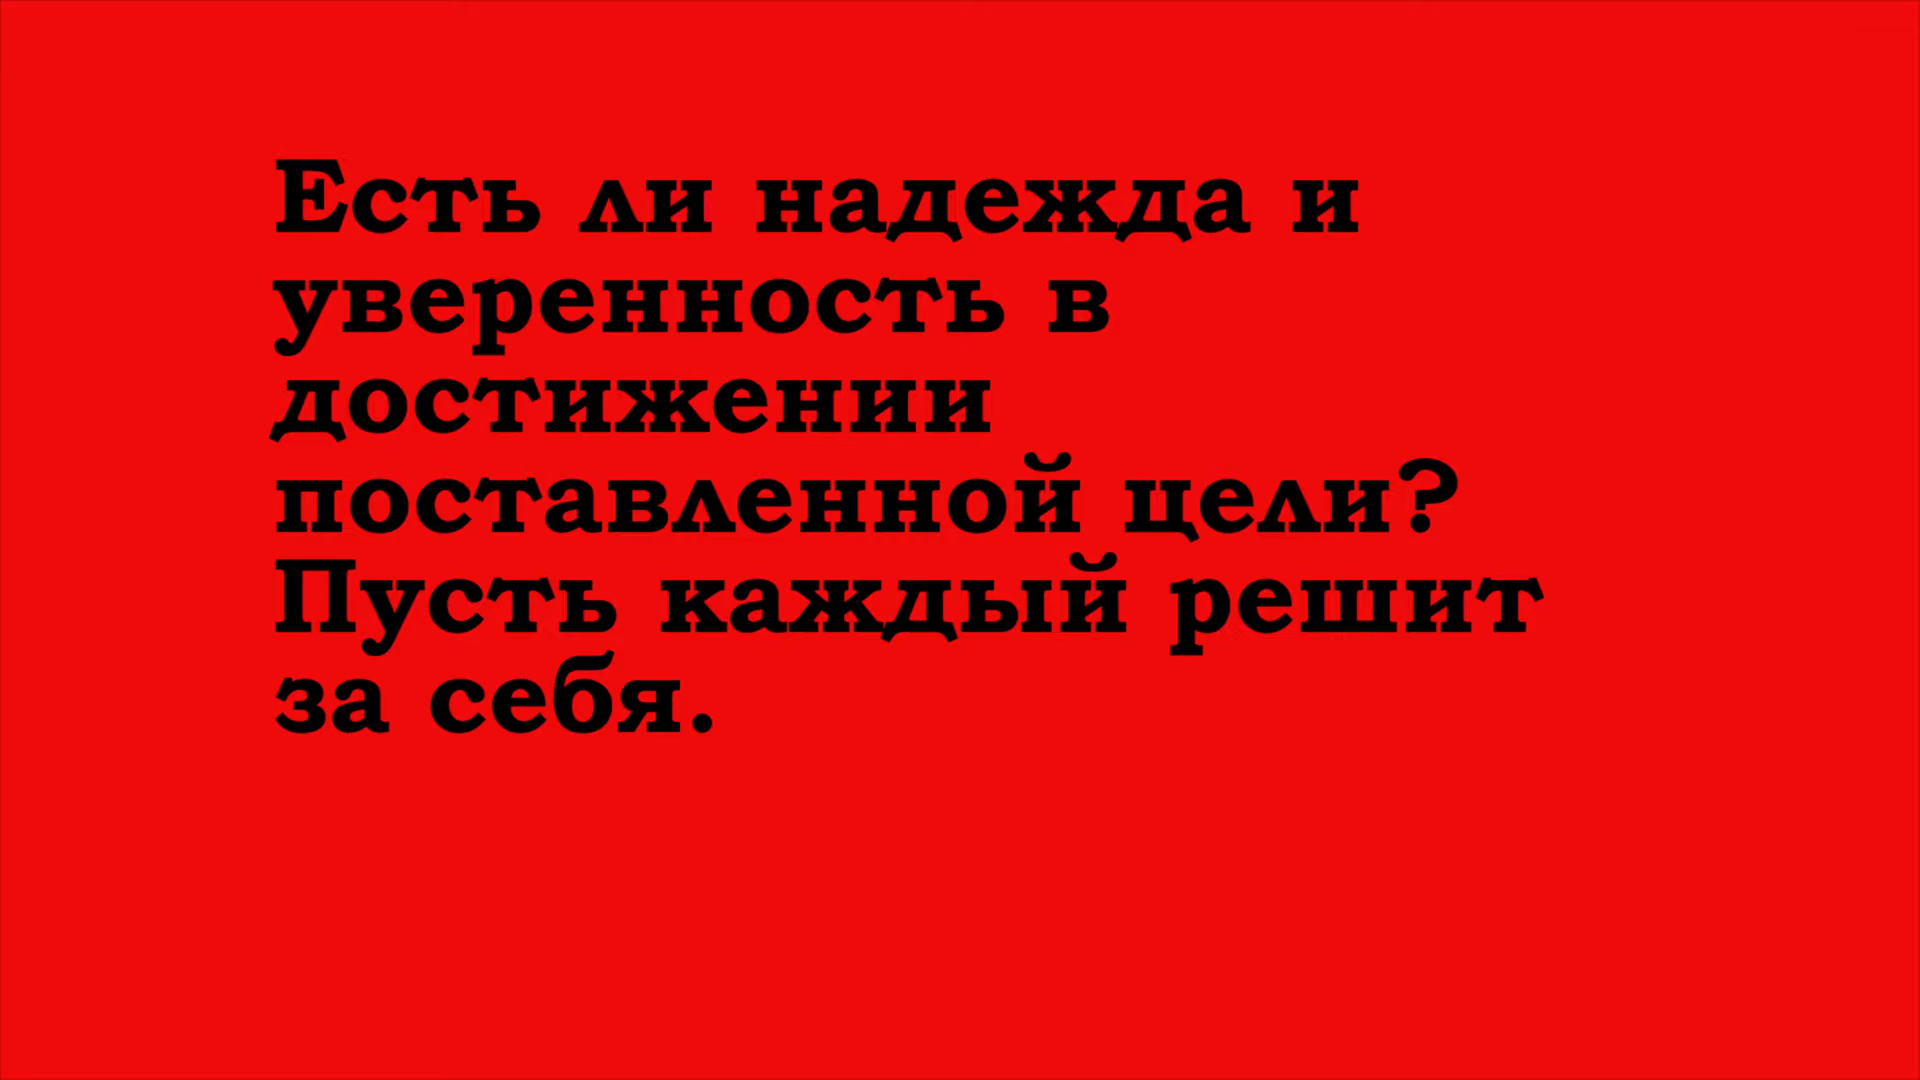 Есть ли надежда и
уверенность в
достижении
поставленной цели?
Пусть каждый решит
за себя.